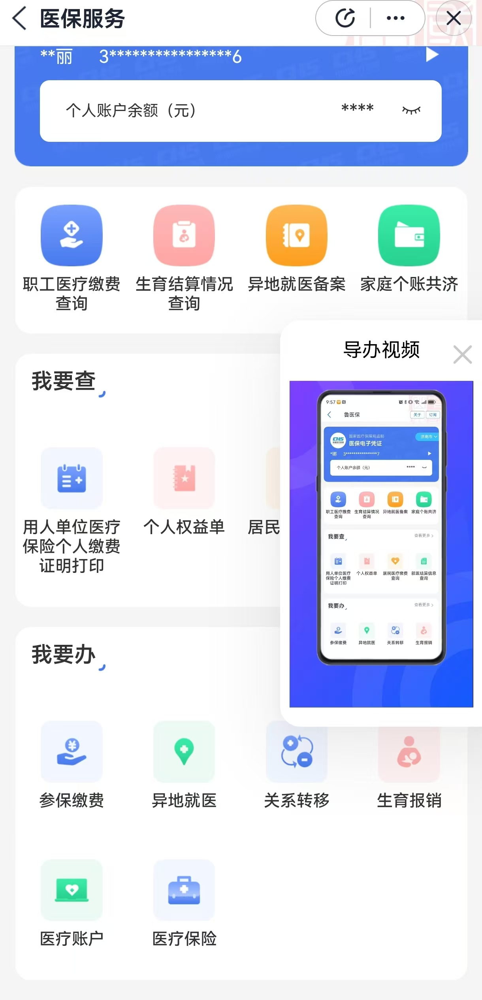 医保服务
**丽 3****************6
个人账户余额（元） ****
职工医疗缴费
查询
生育结算情况
查询
异地就医备案
家庭个账共济
导办视频
我要查
用人单位医疗
保险个人缴费
证明打印
个人权益单
居民
9:57
鲁医保
关于
订阅
CHS
国家医疗保障局监制
医保电子凭证
济南市
*娜 3****************7
个人账户余额（元） ****
职工医疗缴费
查询
生育结算情况
查询
异地就医备案
家庭个账共济
我要查
查看更多
用人单位医疗
保险个人缴费
证明打印
个人权益单
居民医疗缴费
查询
就医结算信息
查询
我要办
查看更多
参保缴费
异地就医
关系转移
生育报销
我要办
参保缴费
异地就医
关系转移
生育报销
医疗账户
医疗保险